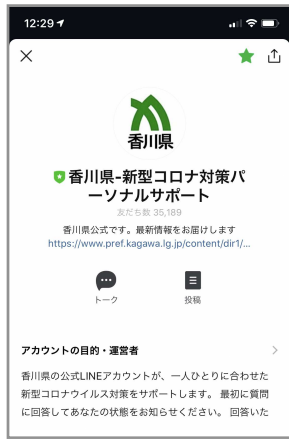 12:29
香川県
香川県-新型コロナ対策パ
ーソナルサポート
友だち数 35,189
香川県公式です。最新情報をお届けします
https://www.pref.kagawa.lg.jp/content/dir1/...
トーク
投稿
アカウントの目的・運営者
香川県の公式LINEアカウントが、一人ひとりに合わせた
新型コロナウイルス対策をサポートします。 最初に質問
に回答してあなたの状態をお知らせください。 回答いた